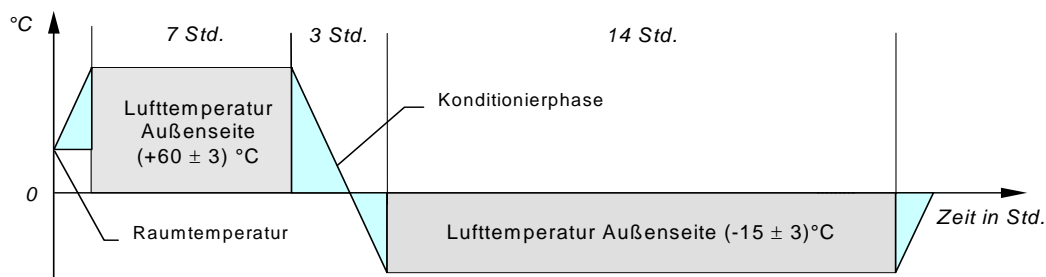 °C
7 Std.
3 Std.
14 Std.
Lufttemperatur
Außenseite
(+60 ± 3) °C
Konditionierphase
0
Zeit in Std.
Raumtemperatur
Lufttemperatur Außenseite (-15 ± 3)°C